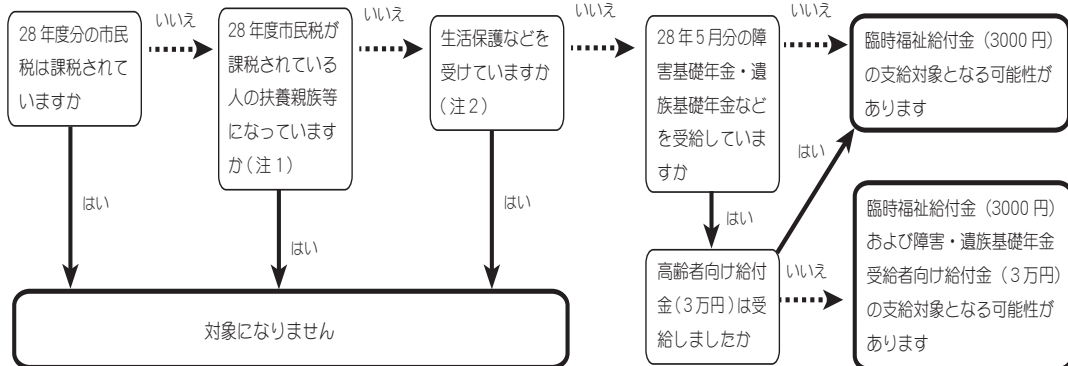 28年度分の市民
税は課税されて
いますか
いいえ
28年度市民税が
課税されている
人の扶養親族等
になっています
か(注1)
いいえ
生活保護などを
受けていますか
(注2)
いいえ
28年5月分の障
害基礎年金・遺
族基礎年金など
を受給していま
すか
いいえ
臨時福祉給付金（3000円）
の支給対象となる可能性が
あります
はい
はい
はい
はい
はい
対象になりません
高齢者向け給付
金(3万円)は受
給しましたか
いいえ
臨時福祉給付金（3000円）
および障害・遺族基礎年金
受給者向け給付金（3万円）
の支給対象となる可能性が
あります